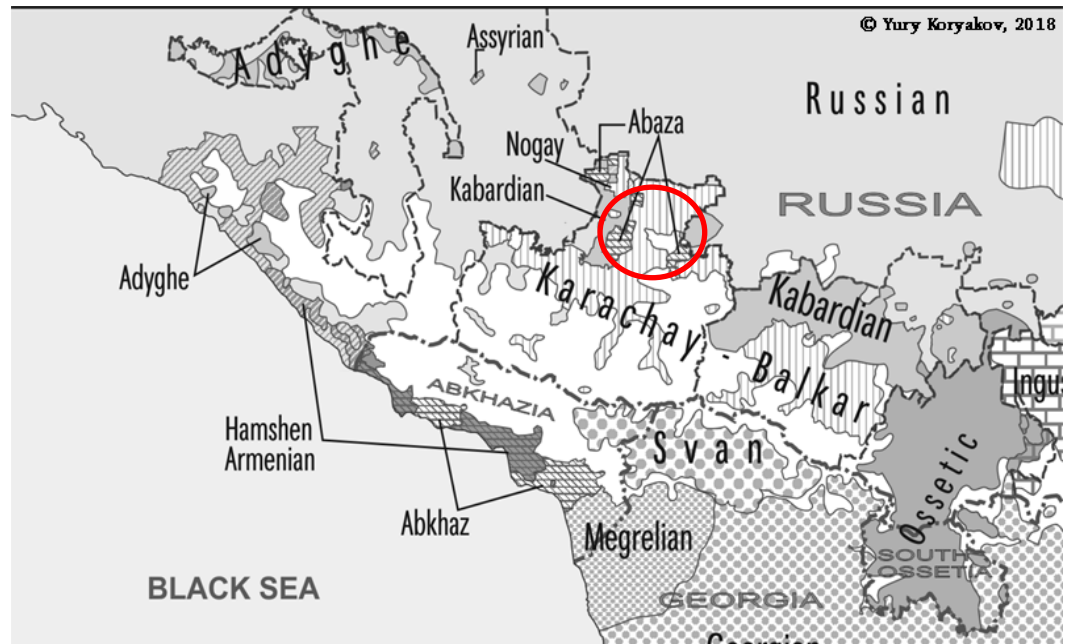 © Yury Koryakov, 2018
Adyghe
Assyrian
Russian
Abaza
Nogay
Kabardian
RUSSIA
Adyghe
Karachay - Balkar
Kabardian
ABKHAZIA
Hamshen
Armenian
Svan
Ossetic
Abkhaz
Megrelian
SOUTH
OSSETIA
BLACK SEA
GEORGIA